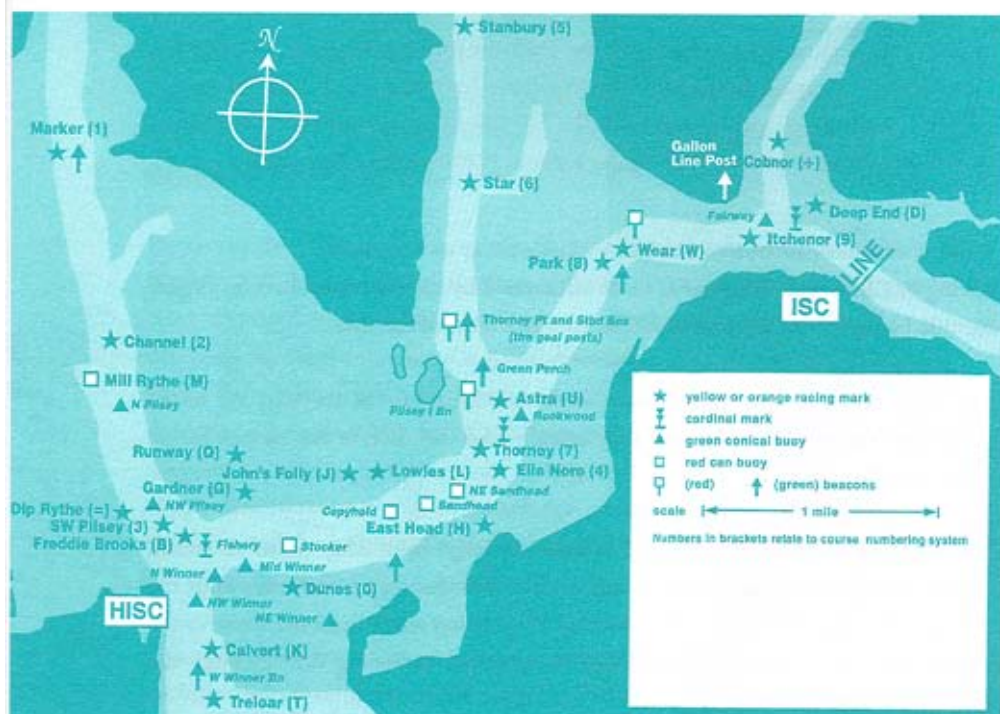 Stanbury (5)
N
Marker (1)
Gallon
Line Post
Cobnor (÷)
Star (6)
Fairway
Deep End (D)
Itchenor (9)
Wear (W)
Park (8)
LINE
ISC
Thorney Pt and Stbd Bns
(the goal posts)
Channel (2)
Green Perch
Mill Rythe (M)
N Pilsey
Pilsey I Bn
Astra (U)
Rookwood
Runway (Q)
Thorney (7)
John's Folly (J)
Lowles (L)
Ella Nore (4)
Gardner (G)
NE Sandhead
NW Pilsey
Sandhead
Dip Rythe (=)
Copyhold
SW Pilsey (3)
East Head (H)
Freddie Brooks (B)
Fishery
Stocker
Mid Winner
N Winner
Dunes (0)
HISC
NW Winner
NE Winner
Calvert (K)
W Winner Bn
Treloar (T)
yellow or orange racing mark
cardinal mark
green conical buoy
red can buoy
(red)
(green) beacons
scale
1 mile
Numbers in brackets relate to course numbering system